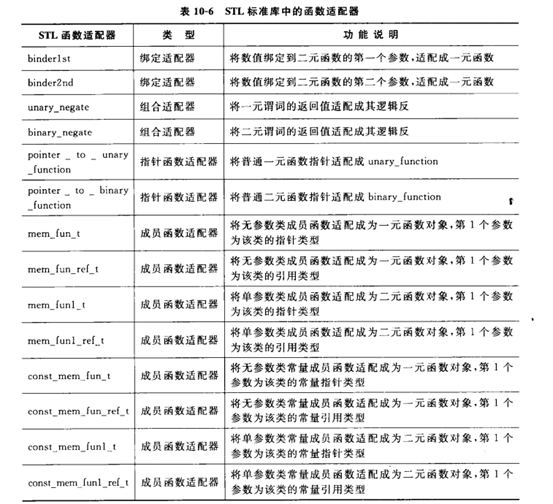 表 10-6 STL 标准库中的函数适配器
STL 函数适配器 类 型 功 能 说 明
binder1st 绑定适配器 将数值绑定到二元函数的第一个参数,适配成一元函数
binder2nd 绑定适配器 将数值绑定到二元函数的第二个参数,适配成一元函数
unary_negate 组合适配器 将一元谓词的返回值适配成其逻辑反
binary_negate 组合适配器 将二元谓词的返回值适配成其逻辑反
pointer _ to _ unary
_function 指针函数适配器 将普通一元函数指针适配成 unary_function
pointer _ to _ binary
_function 指针函数适配器 将普通二元函数指针适配成 binary_function
mem_fun_t 成员函数适配器 将无参数类成员函数适配成为一元函数对象,第 1 个参数
为该类的指针类型
mem_fun_ref_t 成员函数适配器 将无参数类成员函数适配成为一元函数对象,第 1 个参数
为该类的引用类型
mem_fun1_t 成员函数适配器 将单参数类成员函数适配成为二元函数对象,第 1 个参数
为该类的指针类型
mem_fun1_ref_t 成员函数适配器 将单参数类成员函数适配成为二元函数对象,第 1 个参数
为该类的引用类型
const_mem_fun_t 成员函数适配器 将无参数类常量成员函数适配成为一元函数对象,第 1 个
参数为该类的常量指针类型
const_mem_fun_ref_t 成员函数适配器 将无参数类常量成员函数适配成为一元函数对象,第 1 个
参数为该类的常量引用类型
const_mem_fun1_t 成员函数适配器 将单参数类常量成员函数适配成为二元函数对象,第 1 个
参数为该类的常量指针类型
const_mem_fun1_ref_t 成员函数适配器 将单参数类常量成员函数适配成为二元函数对象,第 1 个
参数为该类的常量引用类型